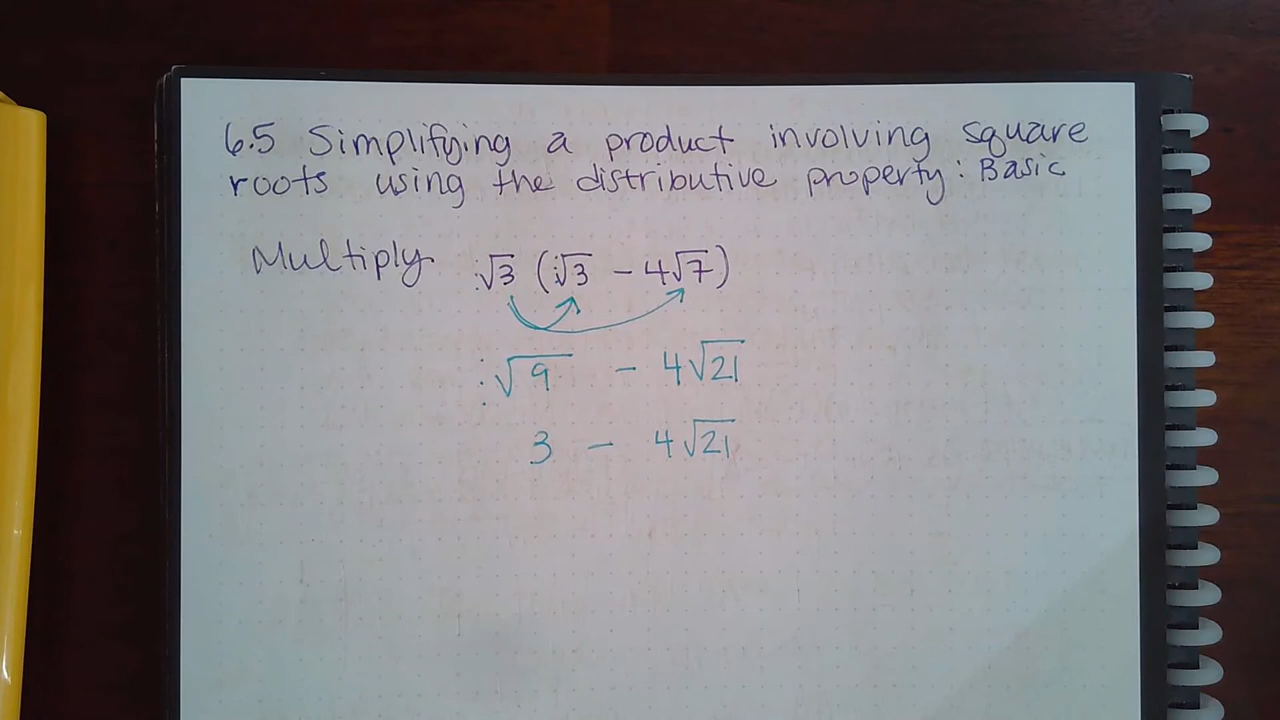 6.5 Simplifying a product involving square
roots using the distributive property: Basic
Multiply √3 (√3 - 4√7)
√9 - 4√21
3 - 4√21